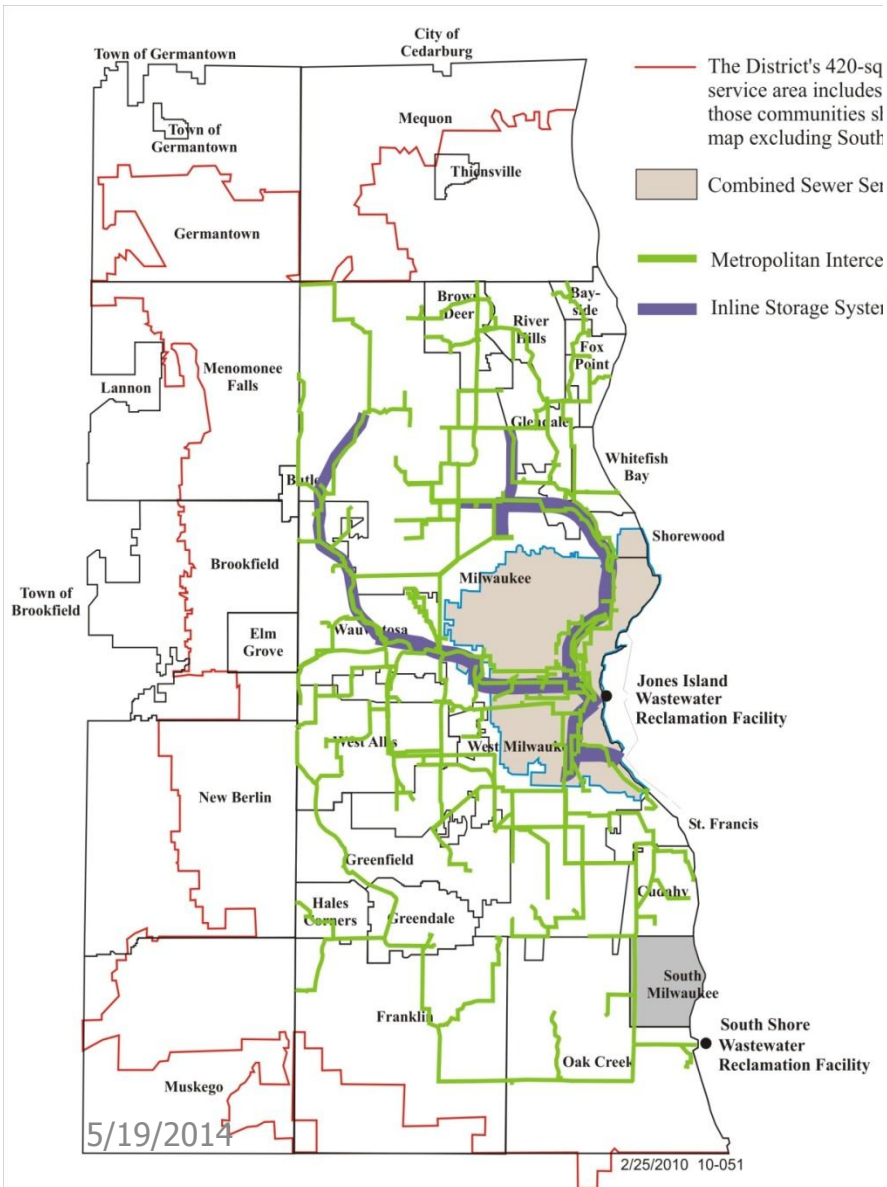 Town of Germantown
City of
Cedarburg
The District's 420-sq
service area includes
those communities sh
map excluding South
Mequon
Town of
Germantown
Thiensville
Combined Sewer Ser
Germantown
Metropolitan Interce
Inline Storage System
Brown
Deer
Bay-
side
River
Hills
Fox
Point
Menomonee
Falls
Lannon
Glendale
Whitefish
Bay
Butle
Shorewood
Brookfield
Milwaukee
Town of
Brookfield
Elm
Grove
Wauwatosa
Jones Island
Wastewater
Reclamation Facility
West Allis
West Milwaukee
New Berlin
St. Francis
Greenfield
Cudahy
Hales
Corners
Greendale
South
Milwaukee
Franklin
South Shore
Wastewater
Reclamation Facility
Oak Creek
Muskego
5/19/2014
2/25/2010 10-051